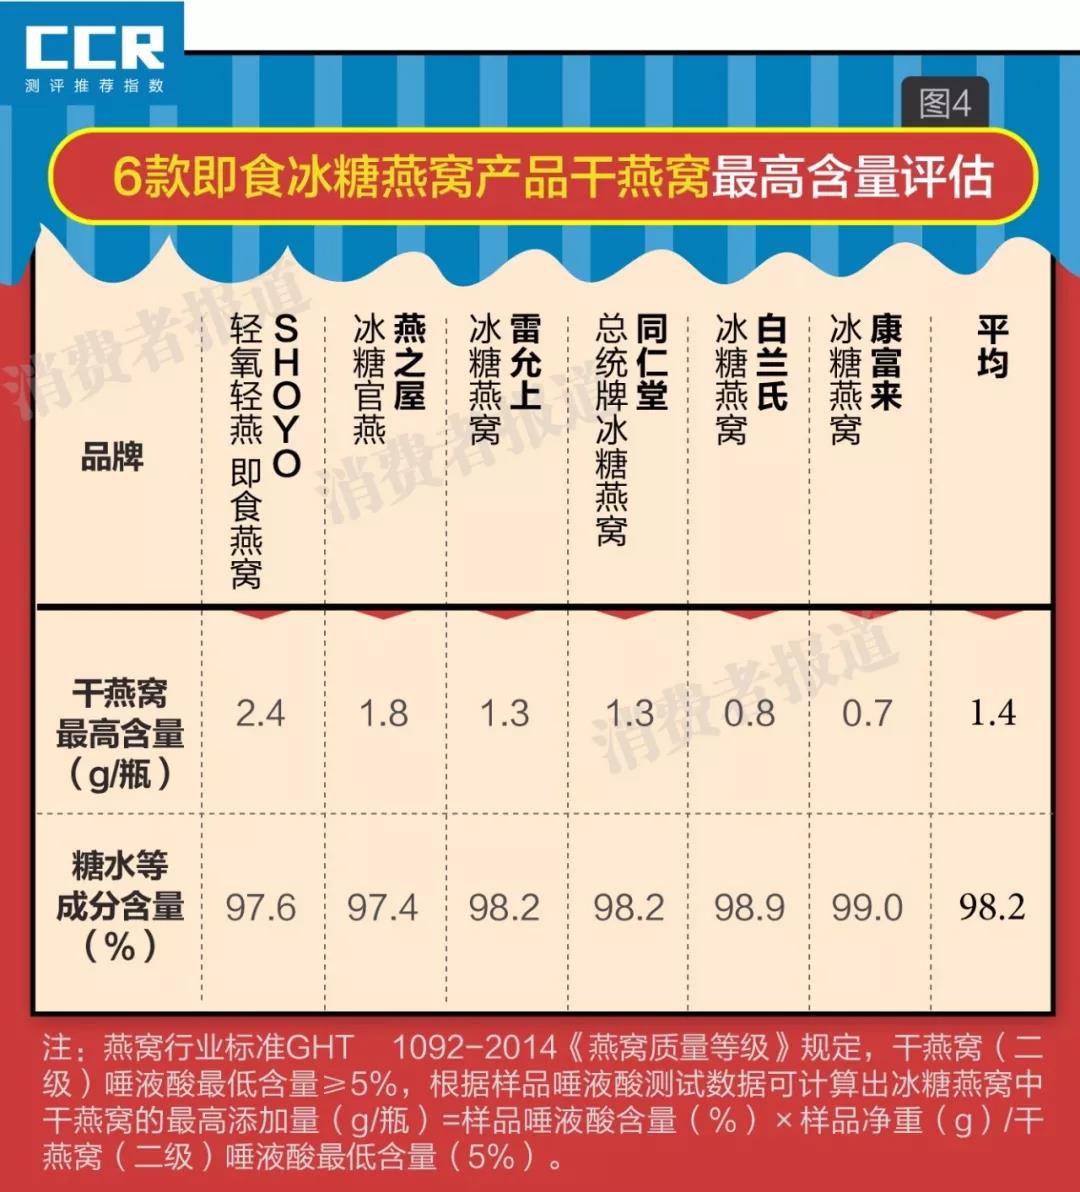 CCR
测评推荐指数
图4
6款即食冰糖燕窝产品干燕窝最高含量评估
品牌
SHOYO
轻氧轻燕 即食燕窝
燕之屋
冰糖官燕
雷允上
冰糖燕窝
同仁堂
总统牌冰糖燕窝
白兰氏
冰糖燕窝
康富来
冰糖燕窝
平均
干燕窝
最高含量
（g/瓶）
2.4
1.8
1.3
1.3
0.8
0.7
1.4
糖水等
成分含量
（%）
97.6
97.4
98.2
98.2
98.9
99.0
98.2
注：燕窝行业标准GHT 1092-2014《燕窝质量等级》规定，干燕窝（二
级）唾液酸最低含量≥5%，根据样品唾液酸测试数据可计算出冰糖燕窝中
干燕窝的最高添加量（g/瓶）=样品唾液酸含量（%）×样品净重（g）/干
燕窝（二级）唾液酸最低含量（5%）。
消费者报道
消费者报道
消费者报道